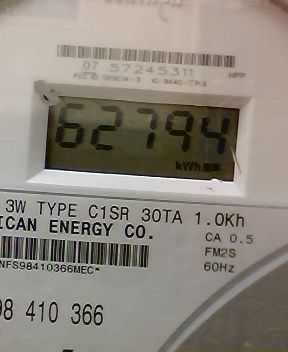 07 57245311
62794
kWh
3W TYPE C1SR 30TA 1.0Kh
ICAN ENERGY CO.
CA 0.5
NFS98410366MEC*
FM2S
60Hz
98 410 366